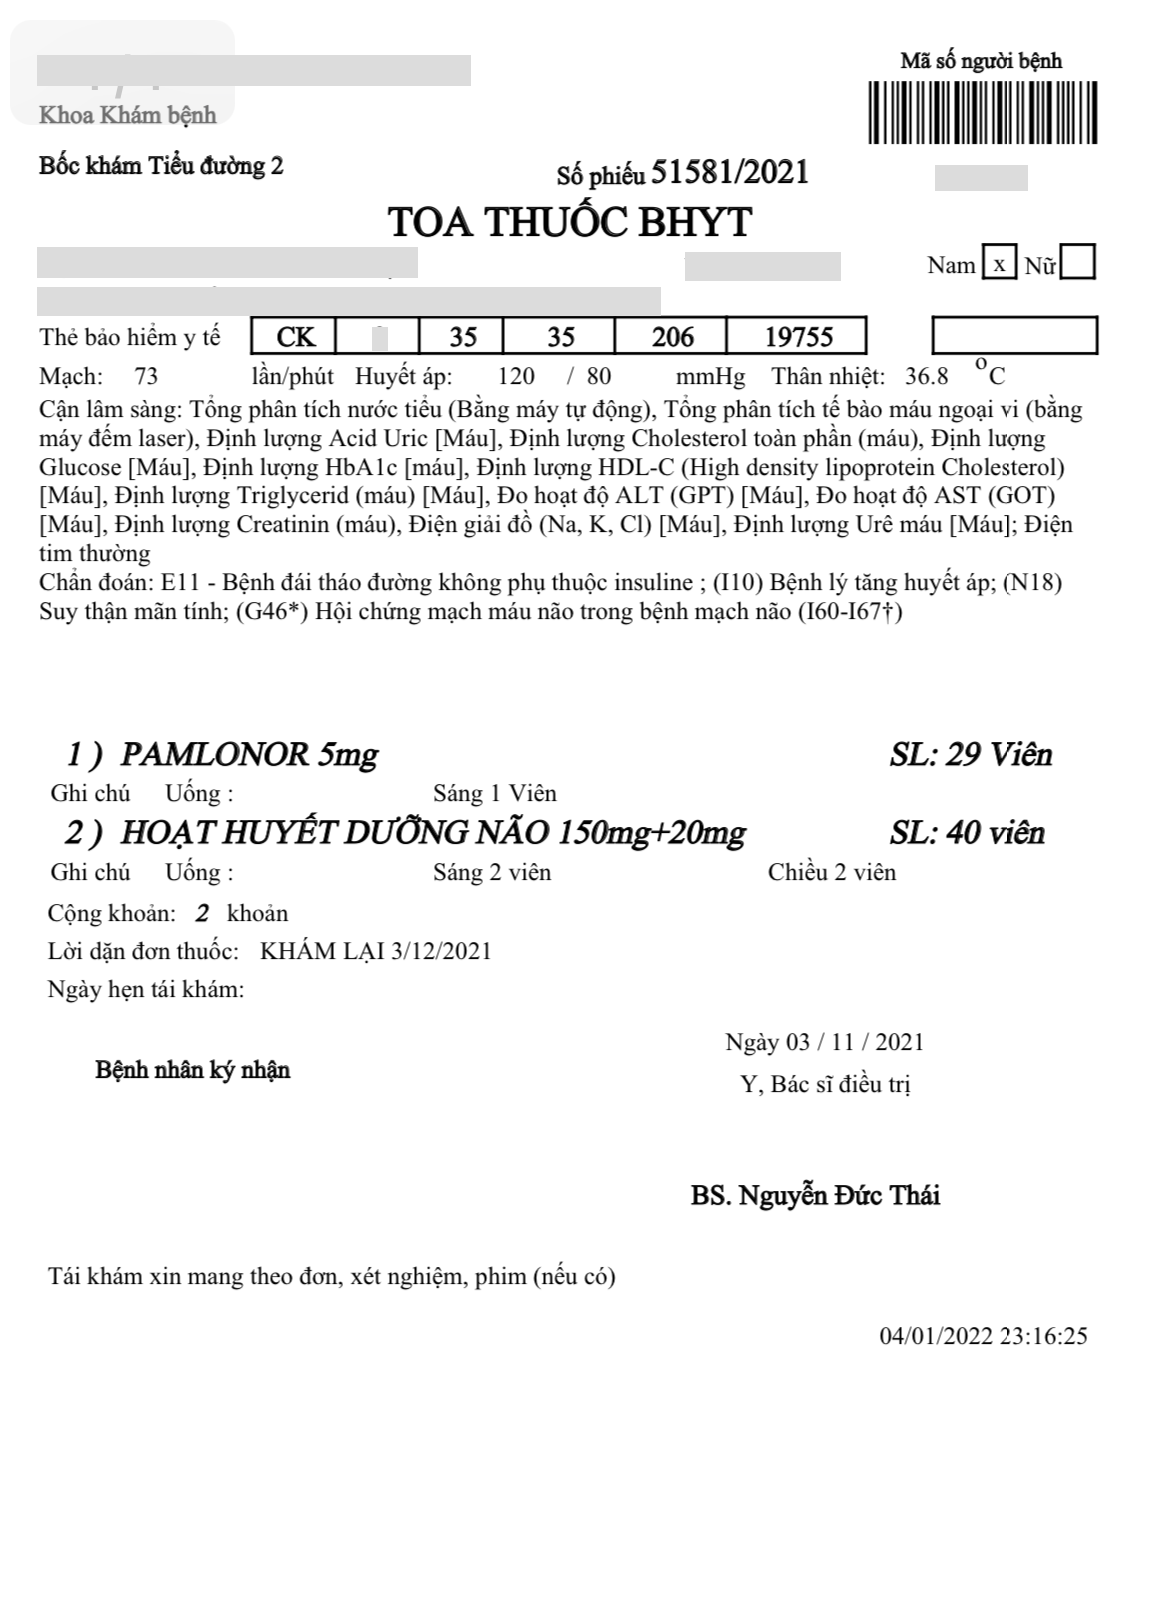 Mã số người bệnh
Khoa Khám bệnh
Bốc khám Tiểu đường 2
Số phiếu 51581/2021
TOA THUỐC BHYT
Nam x Nữ
Thẻ bảo hiểm y tế CK 35 35 206 19755
Mạch: 73 lần/phút Huyết áp: 120 / 80 mmHg Thân nhiệt: 36.8 °C
Cận lâm sàng: Tổng phân tích nước tiểu (Bằng máy tự động), Tổng phân tích tế bào máu ngoại vi (bằng
máy đếm laser), Định lượng Acid Uric [Máu], Định lượng Cholesterol toàn phần (máu), Định lượng
Glucose [Máu], Định lượng HbA1c [máu], Định lượng HDL-C (High density lipoprotein Cholesterol)
[Máu], Định lượng Triglycerid (máu) [Máu], Đo hoạt độ ALT (GPT) [Máu], Đo hoạt độ AST (GOT)
[Máu], Định lượng Creatinin (máu), Điện giải đồ (Na, K, Cl) [Máu], Định lượng Urê máu [Máu]; Điện
tim thường
Chẩn đoán: E11 - Bệnh đái tháo đường không phụ thuộc insuline ; (I10) Bệnh lý tăng huyết áp; (N18)
Suy thận mãn tính; (G46*) Hội chứng mạch máu não trong bệnh mạch não (I60-I67†)
1 ) PAMLONOR 5mg SL: 29 Viên
Ghi chú Uống : Sáng 1 Viên
2 ) HOẠT HUYẾT DƯỠNG NÃO 150mg+20mg SL: 40 viên
Ghi chú Uống : Sáng 2 viên Chiều 2 viên
Cộng khoản: 2 khoản
Lời dặn đơn thuốc: KHÁM LẠI 3/12/2021
Ngày hẹn tái khám:
Ngày 03 / 11 / 2021
Bệnh nhân ký nhận
Y, Bác sĩ điều trị
BS. Nguyễn Đức Thái
Tái khám xin mang theo đơn, xét nghiệm, phim (nếu có)
04/01/2022 23:16:25